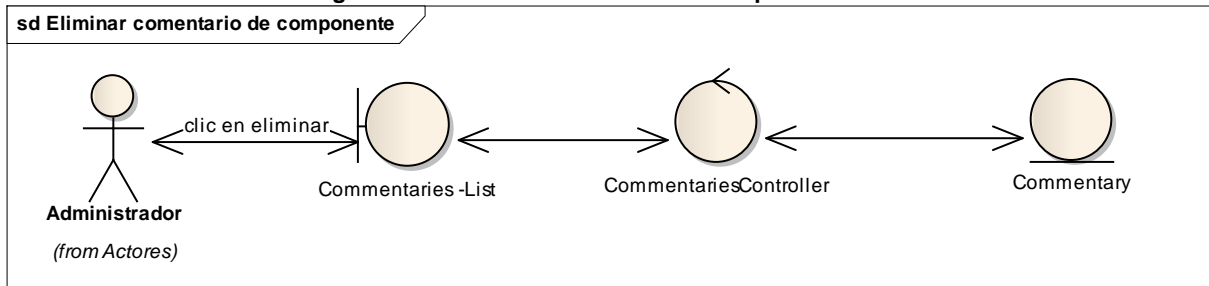 sd Eliminar comentario de componente
clic en eliminar
Commentaries -List
CommentariesController
Commentary
Administrador
(from Actores)